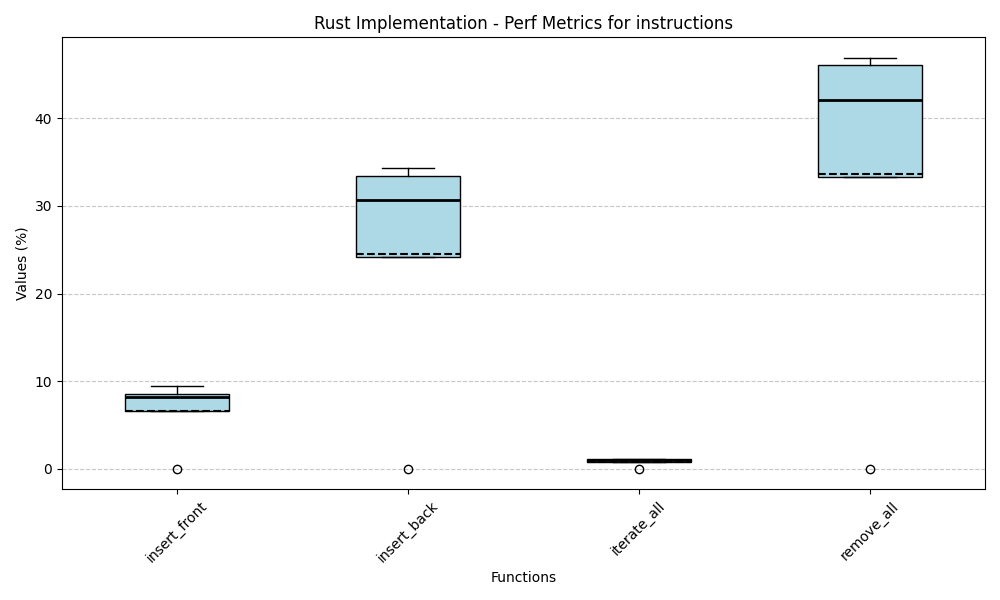 Rust Implementation - Perf Metrics for instructions
Values (%)
40
30
20
10
0
insert_front
insert_back
iterate_all
remove_all
Functions